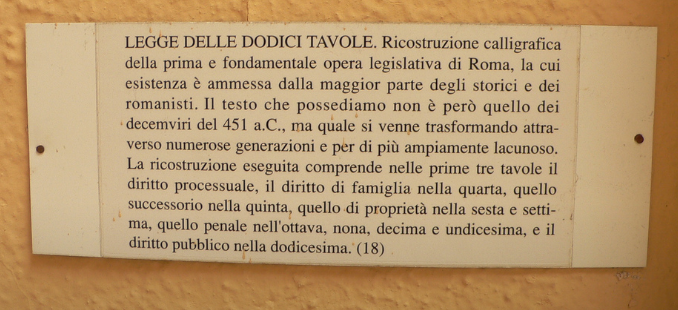 LEGGE DELLE DODICI TAVOLE. Ricostruzione calligrafica
della prima e fondamentale opera legislativa di Roma, la cui
esistenza è ammessa dalla maggior parte degli storici e dei
romanisti. Il testo che possediamo non è però quello dei
decemviri del 451 a.C., ma quale si venne trasformando attra-
verso numerose generazioni e per di più ampiamente lacunoso.
La ricostruzione eseguita comprende nelle prime tre tavole il
diritto processuale, il diritto di famiglia nella quarta, quello
successorio nella quinta, quello di proprietà nella sesta e setti-
ma, quello penale nell'ottava, nona, decima e undicesima, e il
diritto pubblico nella dodicesima. (18)